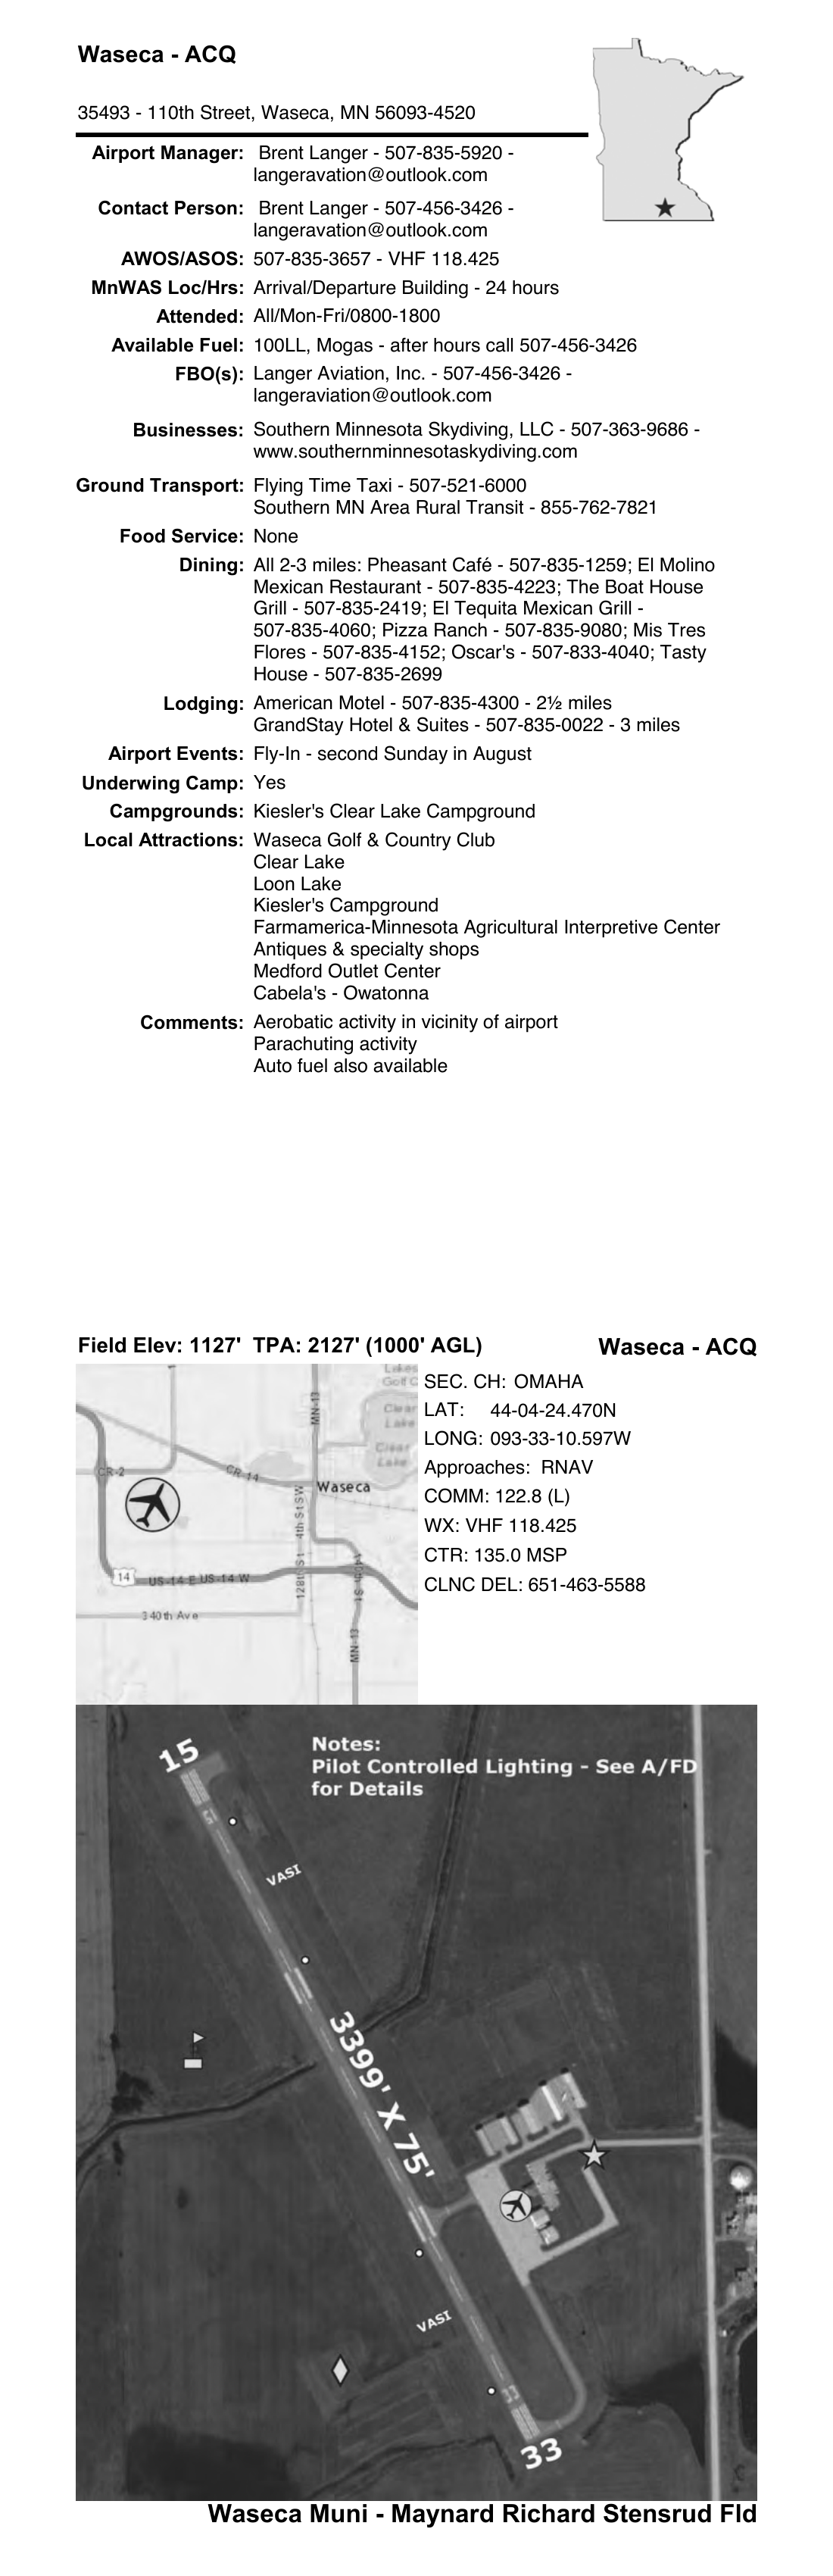 Waseca - ACQ
35493 - 110th Street, Waseca, MN 56093-4520
Airport Manager: Brent Langer - 507-835-5920 -
langeravation@outlook.com
Contact Person: Brent Langer - 507-456-3426 -
langeravation@outlook.com
AWOS/ASOS: 507-835-3657 - VHF 118.425
MnWAS Loc/Hrs: Arrival/Departure Building - 24 hours
Attended: All/Mon-Fri/0800-1800
Available Fuel: 100LL, Mogas - after hours call 507-456-3426
FBO(s): Langer Aviation, Inc. - 507-456-3426 -
langeraviation@outlook.com
Businesses: Southern Minnesota Skydiving, LLC - 507-363-9686 -
www.southernminnesotaskydiving.com
Ground Transport: Flying Time Taxi - 507-521-6000
Southern MN Area Rural Transit - 855-762-7821
Food Service: None
Dining: All 2-3 miles: Pheasant Café - 507-835-1259; El Molino
Mexican Restaurant - 507-835-4223; The Boat House
Grill - 507-835-2419; El Tequita Mexican Grill -
507-835-4060; Pizza Ranch - 507-835-9080; Mis Tres
Flores - 507-835-4152; Oscar's - 507-833-4040; Tasty
House - 507-835-2699
Lodging: American Motel - 507-835-4300 - 2½ miles
GrandStay Hotel & Suites - 507-835-0022 - 3 miles
Airport Events: Fly-In - second Sunday in August
Underwing Camp: Yes
Campgrounds: Kiesler's Clear Lake Campground
Local Attractions: Waseca Golf & Country Club
Clear Lake
Loon Lake
Kiesler's Campground
Farmamerica-Minnesota Agricultural Interpretive Center
Antiques & specialty shops
Medford Outlet Center
Cabela's - Owatonna
Comments: Aerobatic activity in vicinity of airport
Parachuting activity
Auto fuel also available
Field Elev: 1127' TPA: 2127' (1000' AGL)
Waseca - ACQ
Lakes
Golf C
MN-13
Clear
Lake
Clear
Lake
CR-2
CR-14
Waseca
4th St SW
128th St
14
US-14 E US-14 W
340th Ave
MN-13
SEC. CH: OMAHA
LAT: 44-04-24.470N
LONG: 093-33-10.597W
Approaches: RNAV
COMM: 122.8 (L)
WX: VHF 118.425
CTR: 135.0 MSP
CLNC DEL: 651-463-5588
Notes:
Pilot Controlled Lighting - See A/FD
for Details
15
VASI
3399' X 75'
VASI
33
33
Waseca Muni - Maynard Richard Stensrud Fld